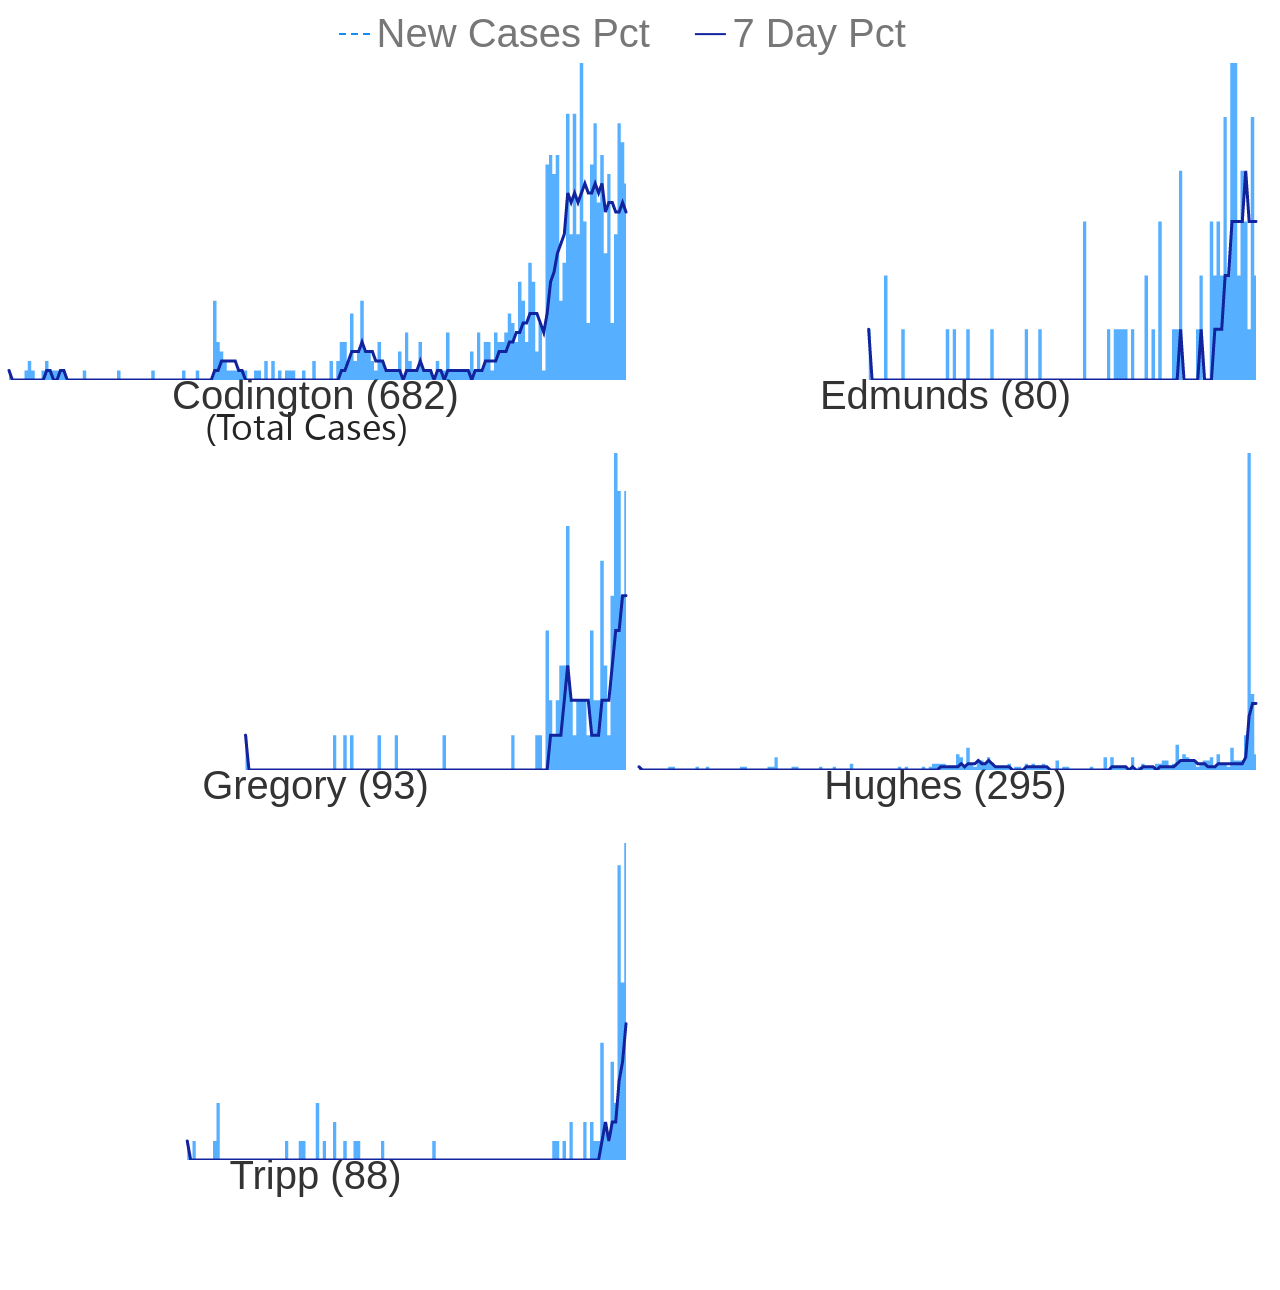 New Cases Pct 7 Day Pct
Codington (682)
(Total Cases)
Edmunds (80)
Gregory (93)
Hughes (295)
Tripp (88)